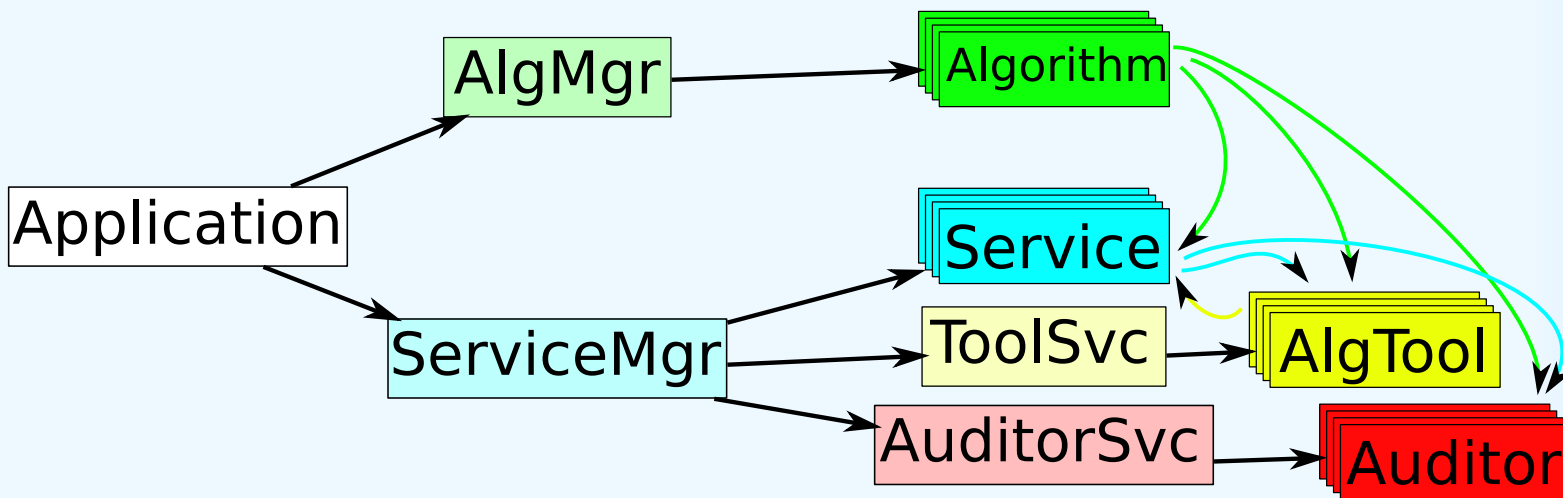 AlgMgr
Algorithm
Application
Service
ServiceMgr
ToolSvc
AlgTool
AuditorSvc
Auditor